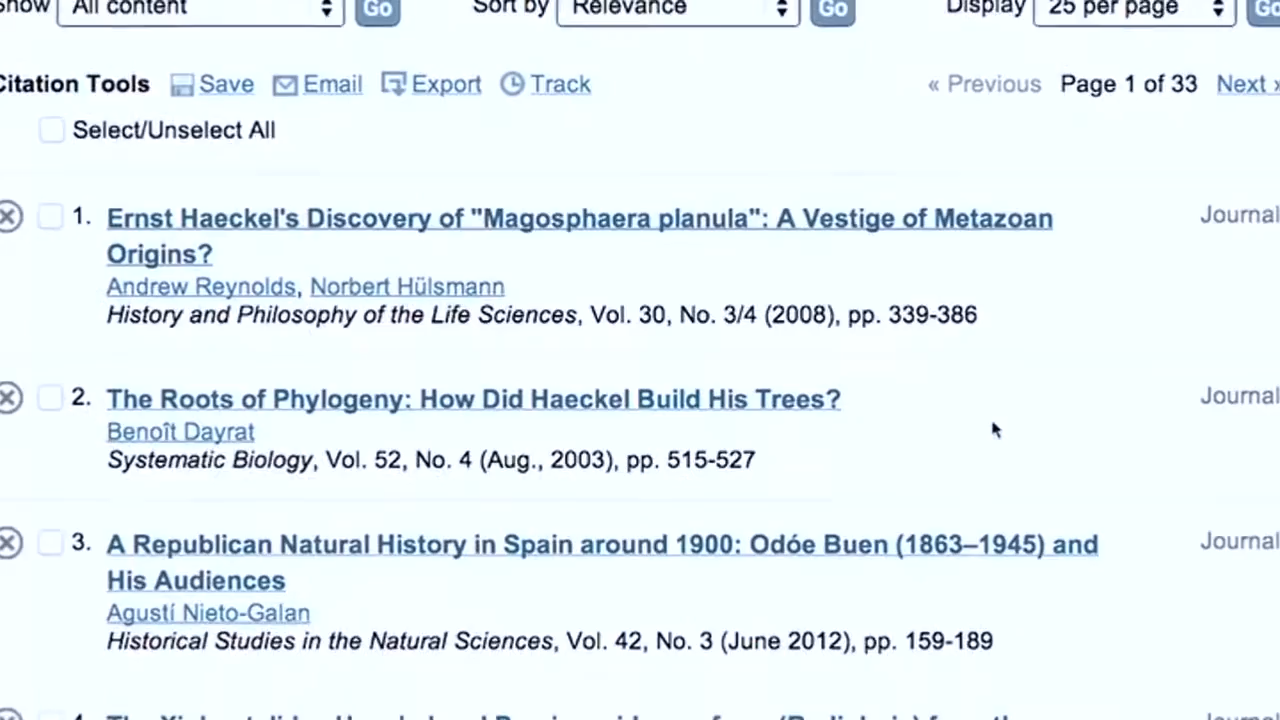 Show All content Go Sort by Relevance Go Display 25 per page Go
Citation Tools Save Email Export Track « Previous Page 1 of 33 Next »
Select/Unselect All
1. Ernst Haeckel's Discovery of "Magosphaera planula": A Vestige of Metazoan Journal
Origins?
Andrew Reynolds, Norbert Hülsmann
History and Philosophy of the Life Sciences, Vol. 30, No. 3/4 (2008), pp. 339-386
2. The Roots of Phylogeny: How Did Haeckel Build His Trees? Journal
Benoît Dayrat
Systematic Biology, Vol. 52, No. 4 (Aug., 2003), pp. 515-527
3. A Republican Natural History in Spain around 1900: Odóe Buen (1863–1945) and Journal
His Audiences
Agustí Nieto-Galan
Historical Studies in the Natural Sciences, Vol. 42, No. 3 (June 2012), pp. 159-189